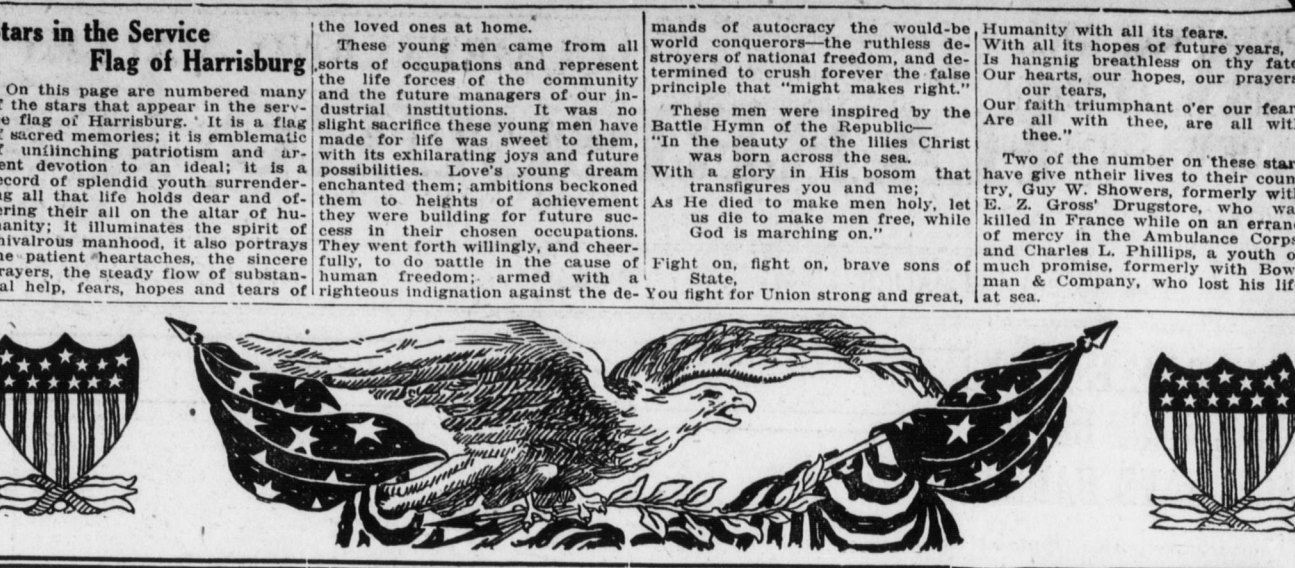 tars in the Service
Flag of Harrisburg
On this page are numbered many
f the stars that appear in the serv-
e flag of Harrisburg. It is a flag
f sacred memories; it is emblematic
f unflinching patriotism and ar-
ent devotion to an ideal; it is a
ecord of splendid youth surrender-
ng all that life holds dear and of-
ering their all on the altar of hu-
anity; it illuminates the spirit of
hivalrous manhood, it also portrays
he patient heartaches, the sincere
rayers, the steady flow of substan-
al help, fears, hopes and tears of
the loved ones at home.
These young men came from all
sorts of occupations and represent
the life forces of the community
and the future managers of our in-
dustrial institutions. It was no
slight sacrifice these young men have
made for life was sweet to them,
with its exhilarating joys and future
possibilities. Love's young dream
enchanted them; ambitions beckoned
them to heights of achievement
they were building for future suc-
cess in their chosen occupations.
They went forth willingly, and cheer-
fully, to do battle in the cause of
human freedom; armed with a
righteous indignation against the de-
mands of autocracy the would-be
world conquerors—the ruthless de-
stroyers of national freedom, and de-
termined to crush forever the false
principle that "might makes right."
These men were inspired by the
Battle Hymn of the Republic—
"In the beauty of the lilies Christ
was born across the sea.
With a glory in His bosom that
transfigures you and me;
As He died to make men holy, let
us die to make men free, while
God is marching on."
Fight on, fight on, brave sons of
State,
You fight for Union strong and great,
Humanity with all its fears.
With all its hopes of future years,
Is hangnig breathless on thy fate
Our hearts, our hopes, our prayers
our tears,
Our faith triumphant o'er our fear
Are all with thee, are all wit
thee."
Two of the number on these star
have give ntheir lives to their coun
try, Guy W. Showers, formerly wit
E. Z. Gross' Drugstore, who wa
killed in France while on an erran
of mercy in the Ambulance Corps
and Charles L. Phillips, a youth o
much promise, formerly with Bow
man & Company, who lost his lif
at sea.